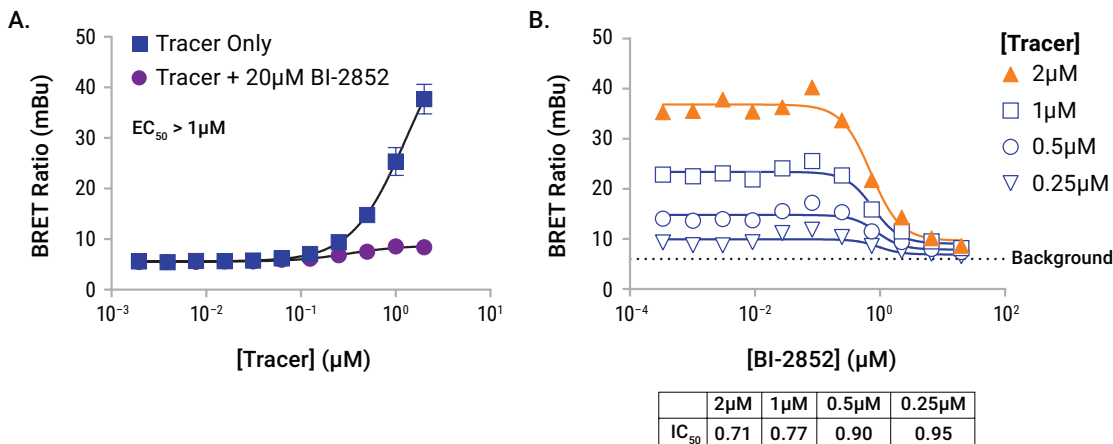 A.
BRET Ratio (mBu)
50
40
30
20
10
0
Tracer Only
Tracer + 20μM BI-2852
EC₅₀ > 1μM
10⁻³ 10⁻² 10⁻¹ 10⁰ 10¹
[Tracer] (μM)
B.
BRET Ratio (mBu)
50
40
30
20
10
0
[Tracer]
2μM
1μM
0.5μM
0.25μM
Background
10⁻⁴ 10⁻² 10⁰ 10²
[BI-2852] (μM)
2μM 1μM 0.5μM 0.25μM
IC₅₀ 0.71 0.77 0.90 0.95